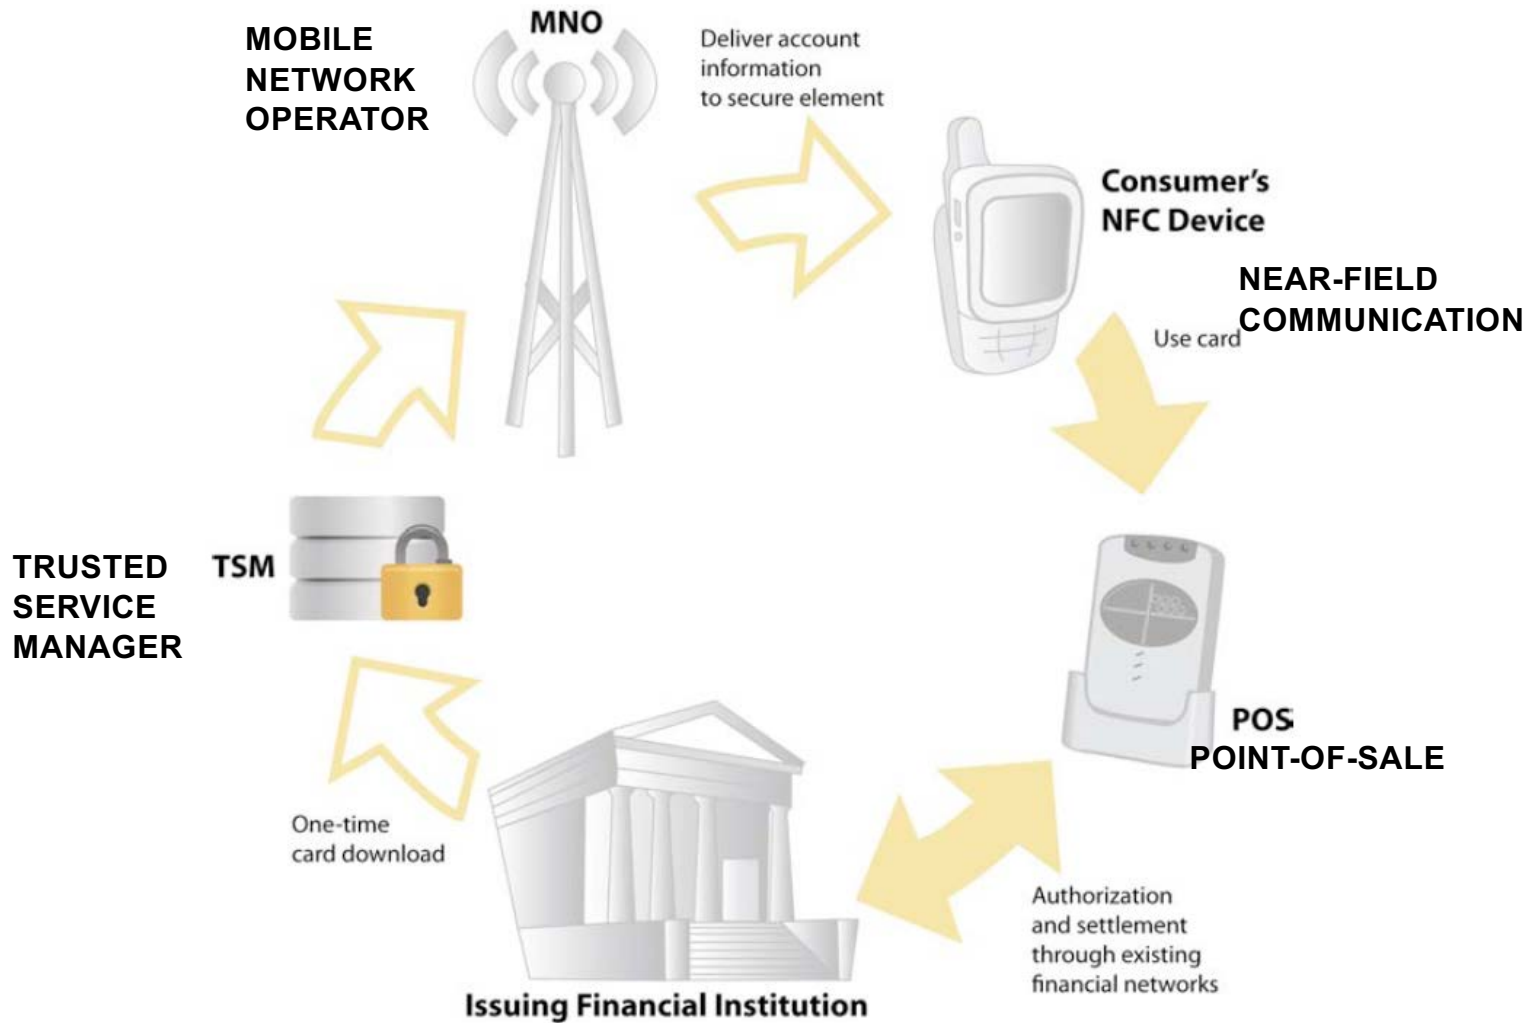 MNO
MOBILE
NETWORK
OPERATOR
Deliver account
information
to secure element
Consumer's
NFC Device
NEAR-FIELD
COMMUNICATION
Use card
TRUSTED
SERVICE
MANAGER
TSM
POS
POINT-OF-SALE
One-time
card download
Authorization
and settlement
through existing
financial networks
Issuing Financial Institution